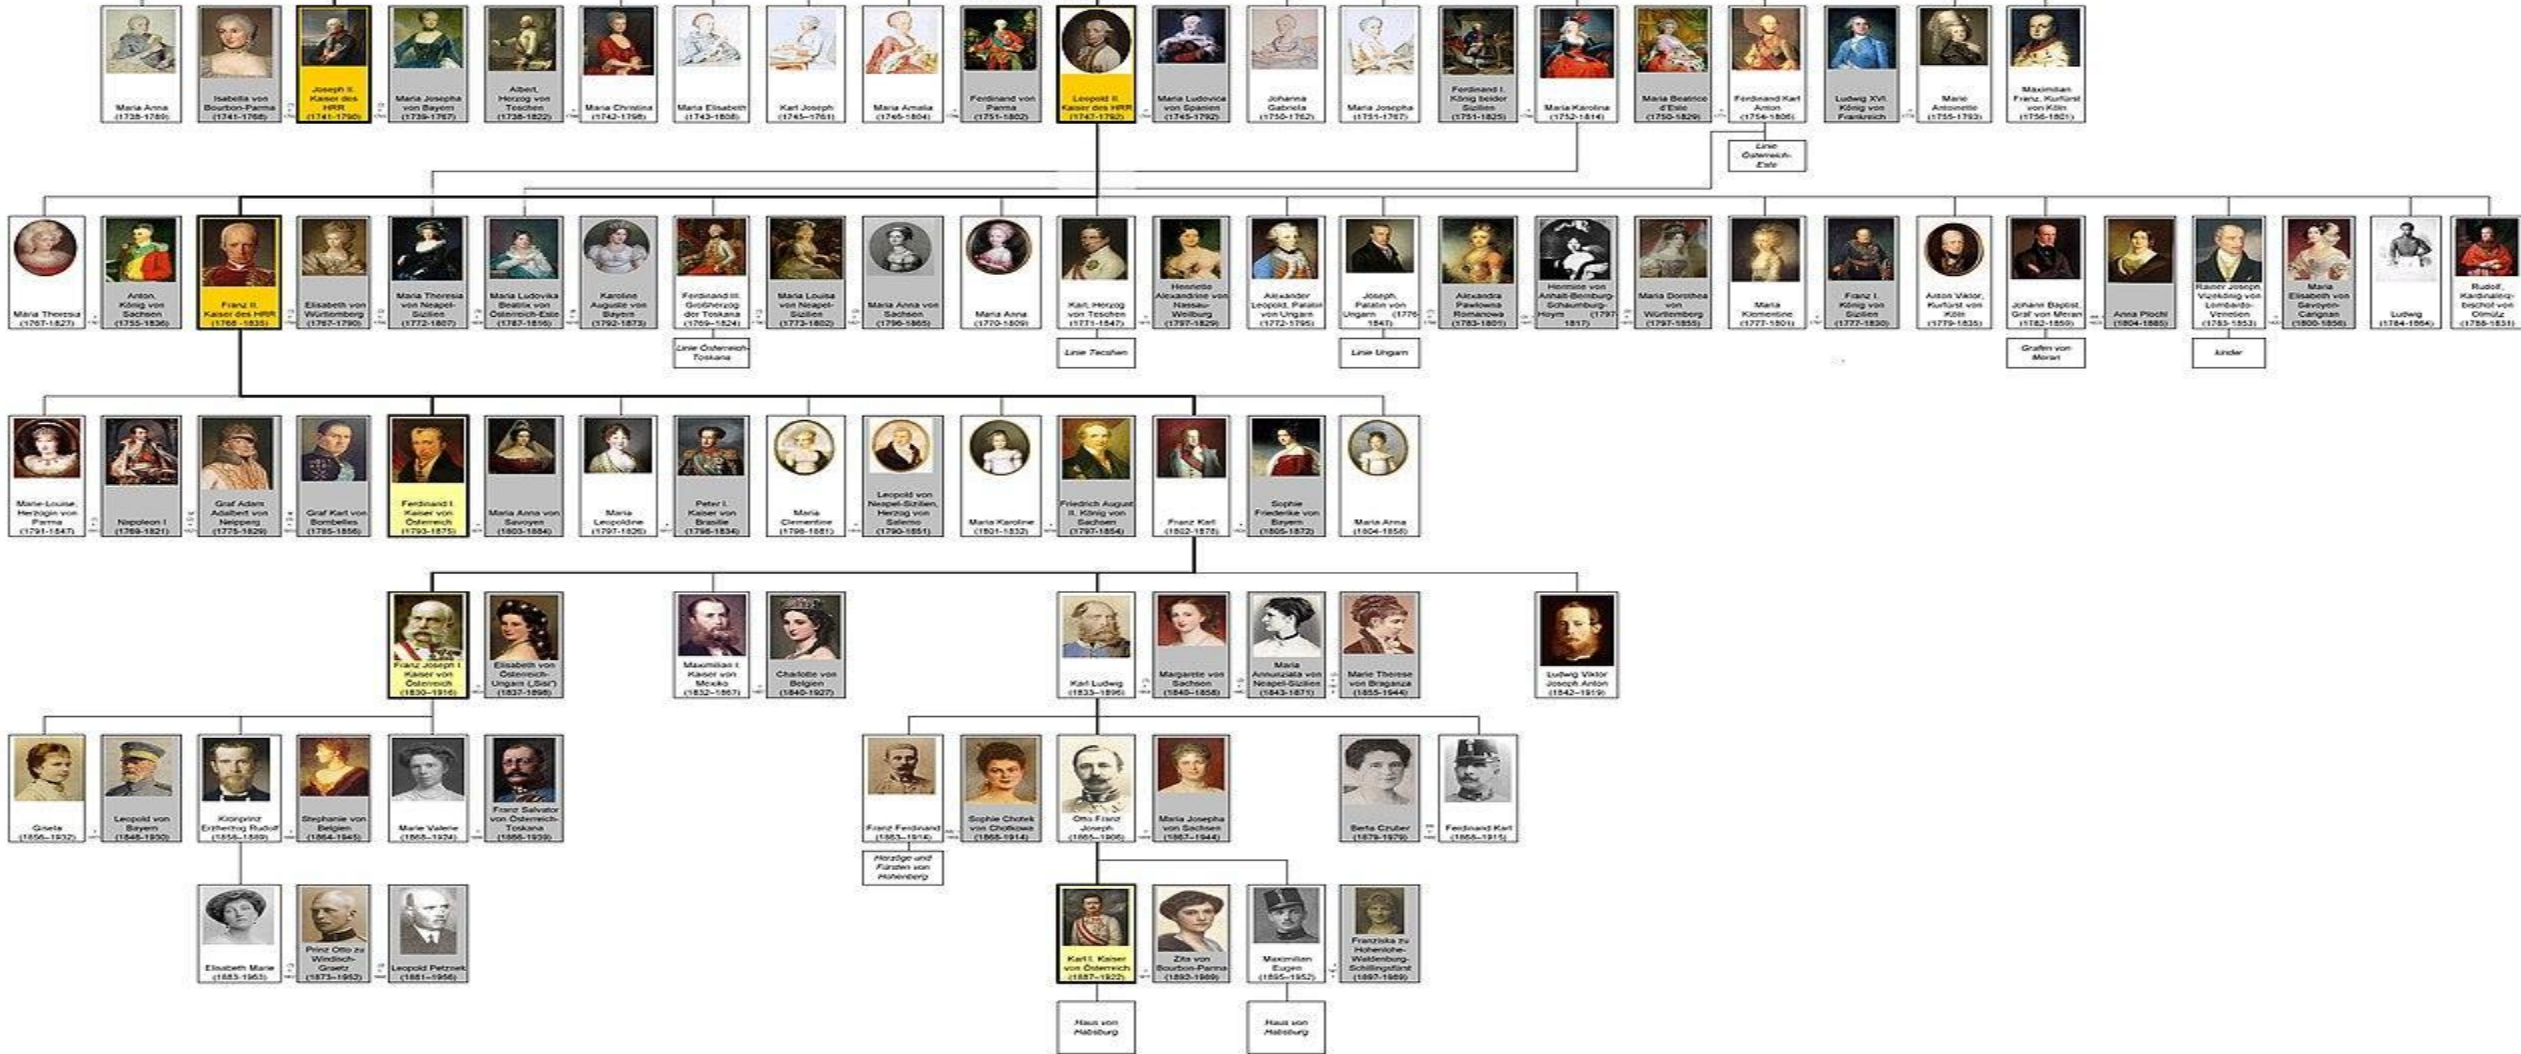 Maria Anna
(1738-1789)
Isabella von
Bourbon-Parma
(1741-1768)
Joseph II.
Kaiser des
HRR
(1741-1790)
Maria Josepha
von Bayern
(1739-1767)
Albert,
Herzog von
Teschen
(1738-1822)
Maria Christina
(1742-1798)
Maria Elisabeth
(1743-1808)
Karl Joseph
(1745-1761)
Maria Amalia
(1746-1804)
Ferdinand von
Parma
(1751-1802)
Leopold II.
Kaiser des HRR
(1747-1792)
Maria Ludovica
von Spanien
(1745-1792)
Johanna
Gabriela
(1750-1762)
Maria Josepha
(1751-1767)
Ferdinand I.
König beider
Sizilien
(1751-1825)
Maria Karolina
(1752-1814)
Maria Beatrice
d'Este
(1750-1829)
Ferdinand Karl
Anton
(1754-1806)
Ludwig XVI.
König von
Frankreich
Marie
Antoinette
(1755-1793)
Maximilian
Franz, Kurfürst
von Köln
(1756-1801)
Linie
Österreich-
Este
Maria Theresia
(1767-1827)
Anton,
König von
Sachsen
(1755-1836)
Franz II.
Kaiser des HRR
(1768-1835)
Elisabeth von
Württemberg
(1767-1790)
Maria Theresia
von Neapel-
Sizilien
(1772-1807)
Maria Ludovika
Beatrix von
Österreich-Este
(1787-1816)
Karoline
Auguste von
Bayern
(1792-1873)
Ferdinand III.
Großherzog
der Toskana
(1769-1824)
Maria Louisa
von Neapel-
Sizilien
(1773-1802)
Maria Anna von
Sachsen
(1796-1865)
Maria Anna
(1770-1809)
Karl, Herzog
von Teschen
(1771-1847)
Henriette
Alexandrine von
Nassau-
Weilburg
(1797-1829)
Alexander
Leopold, Palatin
von Ungarn
(1772-1795)
Joseph,
Palatin von
Ungarn (1776-
1847)
Alexandra
Pawlowna
Romanowa
(1783-1801)
Hermine von
Anhalt-Bernburg-
Schaumburg-
Hoym (1797-
1817)
Maria Dorothea
von
Württemberg
(1797-1855)
Maria
Klementine
(1777-1801)
Franz I.
König von
Sizilien
(1777-1830)
Anton Viktor,
Kurfürst von
Köln
(1779-1835)
Johann Baptist,
Graf von Meran
(1782-1859)
Anna Plochl
(1804-1885)
Rainer Joseph,
Vizekönig von
Lombardo-
Venetien
(1783-1853)
Maria
Elisabeth von
Savoyen-
Carignan
(1800-1856)
Ludwig
(1784-1864)
Rudolf,
Kardinalerz-
bischof von
Olmütz
(1788-1831)
Linie Österreich-
Toskana
Linie Teschen
Linie Ungarn
Grafen von
Meran
kinder
Marie-Louise,
Herzogin von
Parma
(1791-1847)
Napoleon I
(1769-1821)
Graf Adam
Adalbert von
Neipperg
(1775-1829)
Graf Karl von
Bombelles
(1785-1856)
Ferdinand I.
Kaiser von
Österreich
(1793-1875)
Maria Anna von
Savoyen
(1803-1884)
Maria
Leopoldine
(1797-1826)
Peter I.
Kaiser von
Brasilie
(1798-1834)
Maria
Clementine
(1798-1881)
Leopold von
Neapel-Sizilien,
Herzog von
Salerno
(1790-1851)
Maria Karoline
(1801-1832)
Friedrich August
II. König von
Sachsen
(1797-1854)
Franz Karl
(1802-1878)
Sophie
Friederike von
Bayern
(1805-1872)
Maria Anna
(1804-1858)
Franz Joseph I.
Kaiser von
Österreich
(1830-1916)
Elisabeth von
Österreich-
Ungarn („Sisi“)
(1837-1898)
Maximilian I.
Kaiser von
Mexiko
(1832-1867)
Charlotte von
Belgien
(1840-1927)
Karl Ludwig
(1833-1896)
Margarete von
Sachsen
(1840-1858)
Maria
Annunziata von
Neapel-Sizilien
(1843-1871)
Marie Therese
von Braganza
(1855-1944)
Ludwig Viktor
Joseph Anton
(1842-1919)
Gisela
(1856-1932)
Leopold von
Bayern
(1846-1930)
Kronprinz
Erzherzog Rudolf
(1858-1889)
Stephanie von
Belgien
(1864-1945)
Marie Valerie
(1868-1924)
Franz Salvator
von Österreich-
Toskana
(1866-1939)
Franz Ferdinand
(1863-1914)
Sophie Chotek
von Chotkowa
(1868-1914)
Otto Franz
Joseph
(1865-1906)
Maria Josepha
von Sachsen
(1867-1944)
Berta Czuber
(1879-1979)
Ferdinand Karl
(1868-1915)
Herzöge und
Fürsten von
Hohenberg
Elisabeth Marie
(1883-1963)
Prinz Otto zu
Windisch-
Graetz
(1873-1952)
Leopold Petznek
(1881-1956)
Karl I. Kaiser
von Österreich
(1887-1922)
Zita von
Bourbon-Parma
(1892-1989)
Maximilian
Eugen
(1895-1952)
Franziska zu
Hohenlohe-
Waldenburg-
Schillingsfürst
(1897-1989)
Haus von
Habsburg
Haus von
Habsburg